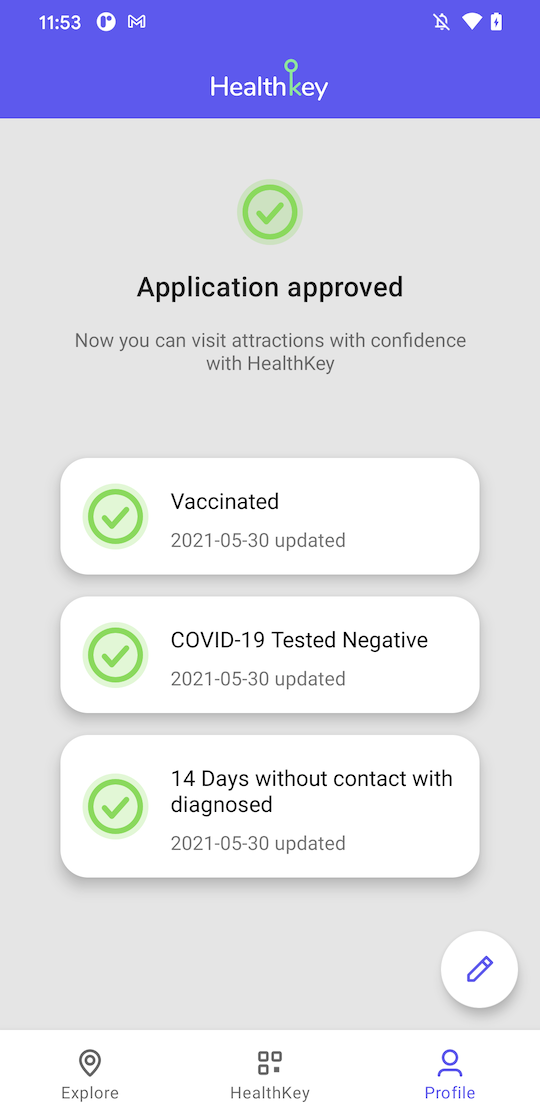 11:53
Healthkey
Application approved
Now you can visit attractions with confidence
with HealthKey
Vaccinated
2021-05-30 updated
COVID-19 Tested Negative
2021-05-30 updated
14 Days without contact with
diagnosed
2021-05-30 updated
Explore
HealthKey
Profile